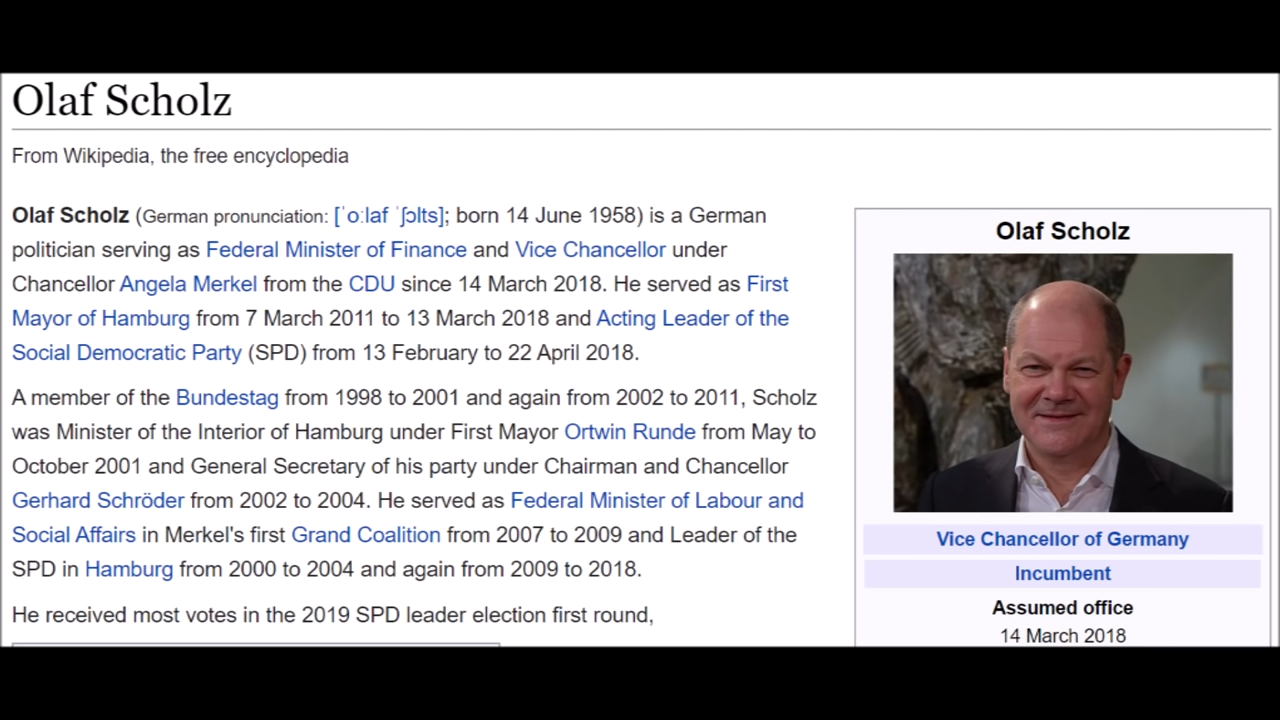 Olaf Scholz
From Wikipedia, the free encyclopedia
Olaf Scholz (German pronunciation: [ˈoːlaf ˈʃɔlts]; born 14 June 1958) is a German
politician serving as Federal Minister of Finance and Vice Chancellor under
Chancellor Angela Merkel from the CDU since 14 March 2018. He served as First
Mayor of Hamburg from 7 March 2011 to 13 March 2018 and Acting Leader of the
Social Democratic Party (SPD) from 13 February to 22 April 2018.
A member of the Bundestag from 1998 to 2001 and again from 2002 to 2011, Scholz
was Minister of the Interior of Hamburg under First Mayor Ortwin Runde from May to
October 2001 and General Secretary of his party under Chairman and Chancellor
Gerhard Schröder from 2002 to 2004. He served as Federal Minister of Labour and
Social Affairs in Merkel's first Grand Coalition from 2007 to 2009 and Leader of the
SPD in Hamburg from 2000 to 2004 and again from 2009 to 2018.
He received most votes in the 2019 SPD leader election first round,
Olaf Scholz
Vice Chancellor of Germany
Incumbent
Assumed office
14 March 2018